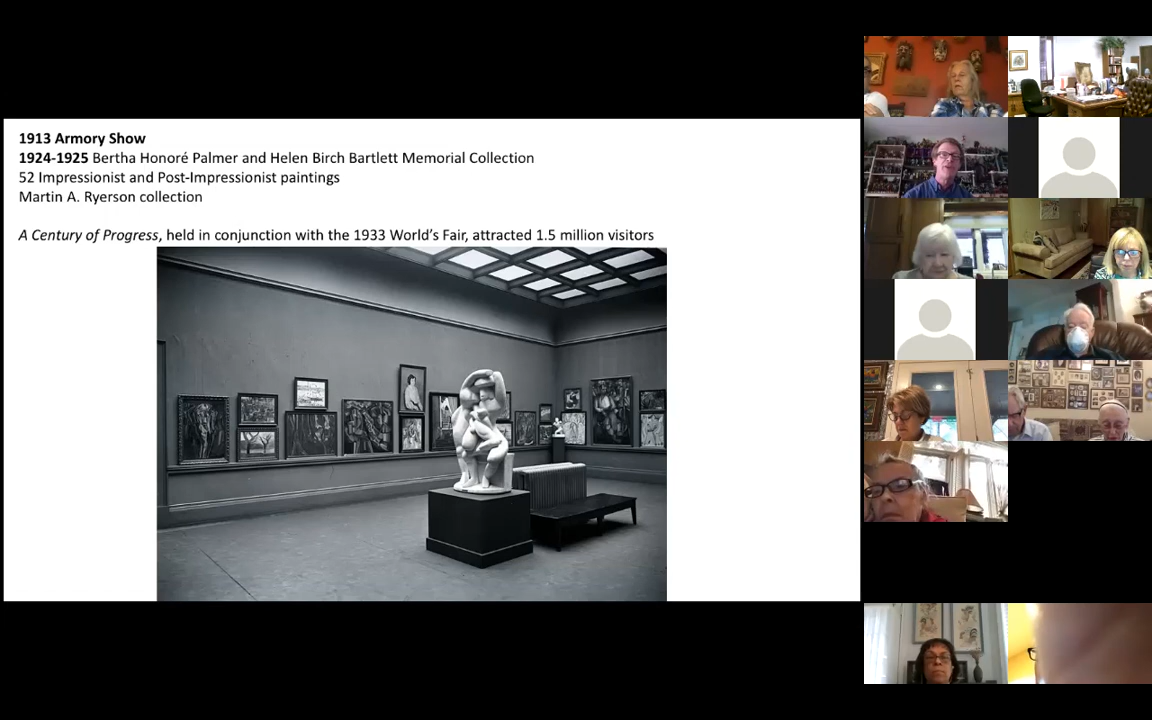 1913 Armory Show
1924-1925 Bertha Honoré Palmer and Helen Birch Bartlett Memorial Collection
52 Impressionist and Post-Impressionist paintings
Martin A. Ryerson collection
A Century of Progress, held in conjunction with the 1933 World’s Fair, attracted 1.5 million visitors